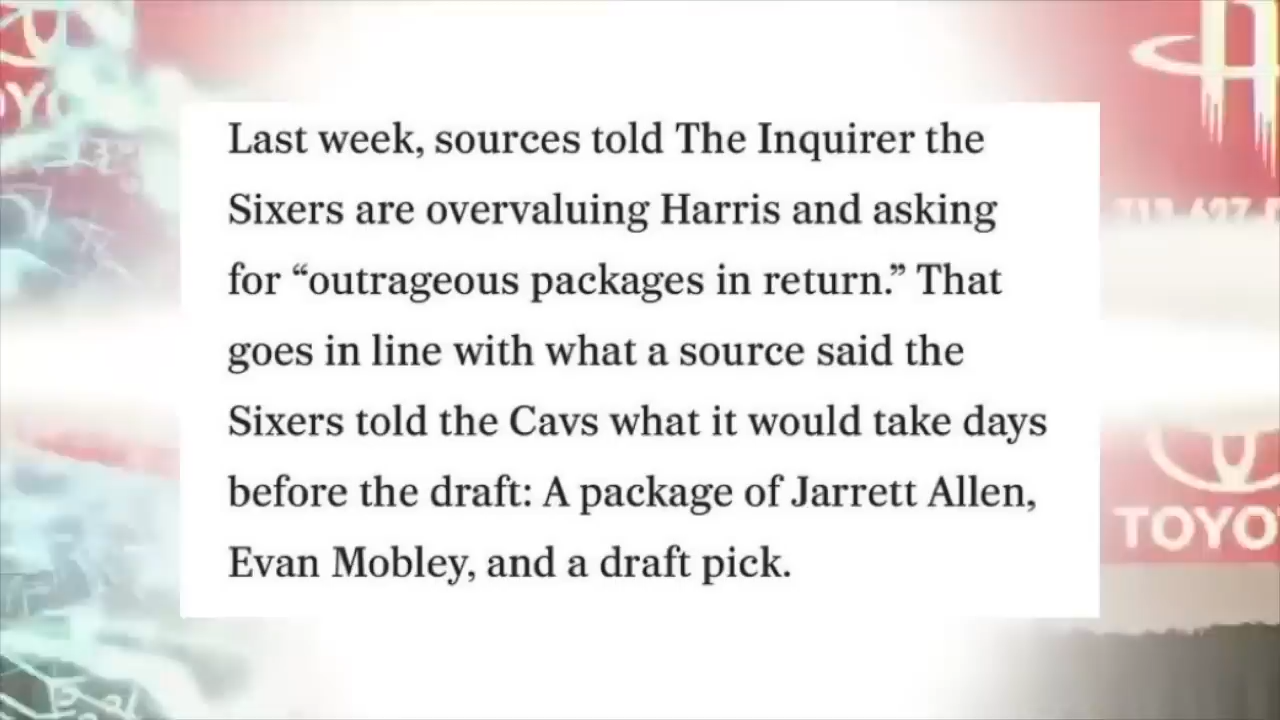 Last week, sources told The Inquirer the
Sixers are overvaluing Harris and asking
for “outrageous packages in return.” That
goes in line with what a source said the
Sixers told the Cavs what it would take days
before the draft: A package of Jarrett Allen,
Evan Mobley, and a draft pick.
TOYO